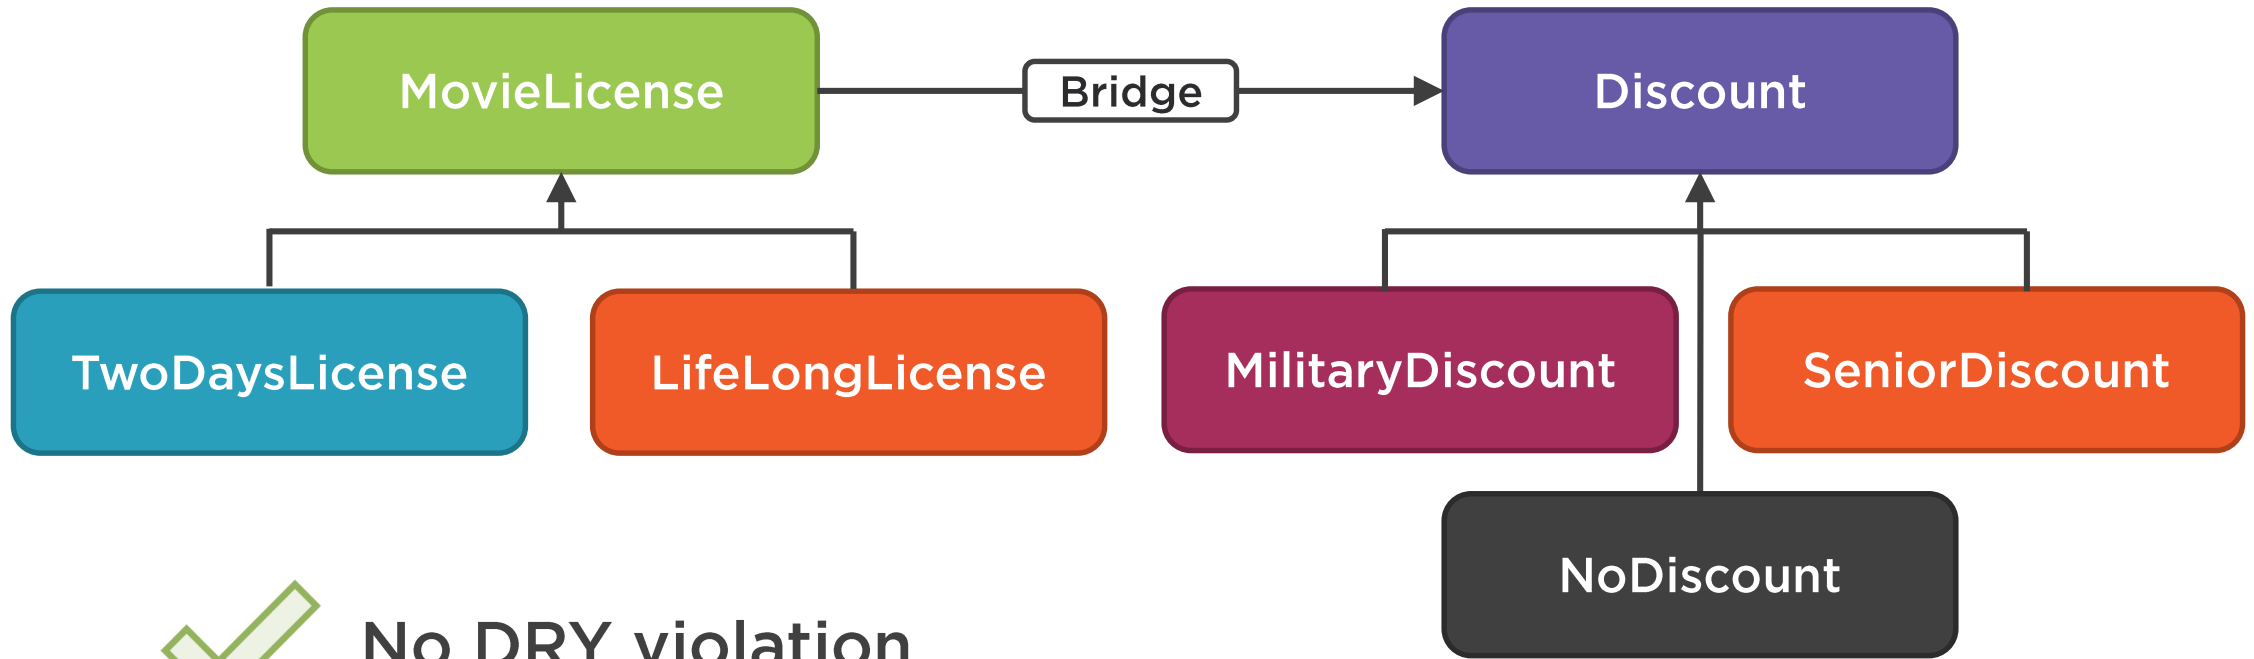 MovieLicense
Bridge
Discount
TwoDaysLicense
LifeLongLicense
MilitaryDiscount
SeniorDiscount
NoDiscount
No DRY violation